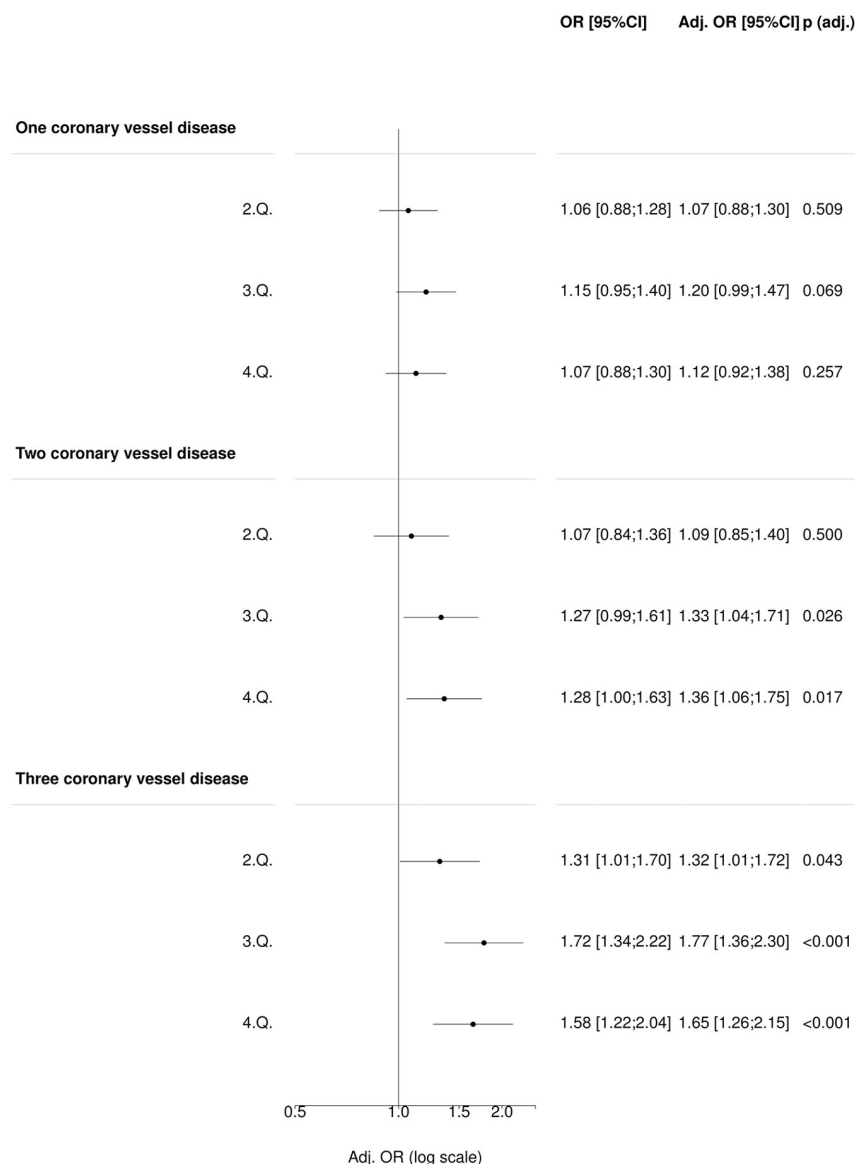 OR [95%CI] Adj. OR [95%CI] p (adj.)
One coronary vessel disease
2.Q. 1.06 [0.88;1.28] 1.07 [0.88;1.30] 0.509
3.Q. 1.15 [0.95;1.40] 1.20 [0.99;1.47] 0.069
4.Q. 1.07 [0.88;1.30] 1.12 [0.92;1.38] 0.257
Two coronary vessel disease
2.Q. 1.07 [0.84;1.36] 1.09 [0.85;1.40] 0.500
3.Q. 1.27 [0.99;1.61] 1.33 [1.04;1.71] 0.026
4.Q. 1.28 [1.00;1.63] 1.36 [1.06;1.75] 0.017
Three coronary vessel disease
2.Q. 1.31 [1.01;1.70] 1.32 [1.01;1.72] 0.043
3.Q. 1.72 [1.34;2.22] 1.77 [1.36;2.30] <0.001
4.Q. 1.58 [1.22;2.04] 1.65 [1.26;2.15] <0.001
0.5 1.0 1.5 2.0
Adj. OR (log scale)